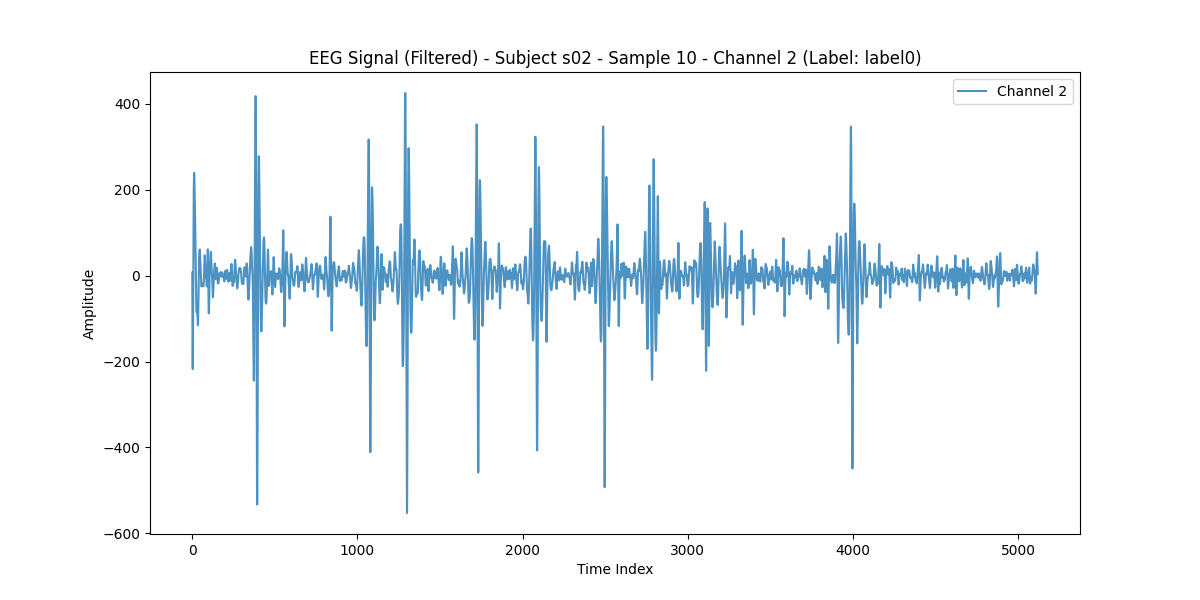 EEG Signal (Filtered) - Subject s02 - Sample 10 - Channel 2 (Label: label0)
Channel 2
400
200
0
−200
−400
−600
Amplitude
0 1000 2000 3000 4000 5000
Time Index